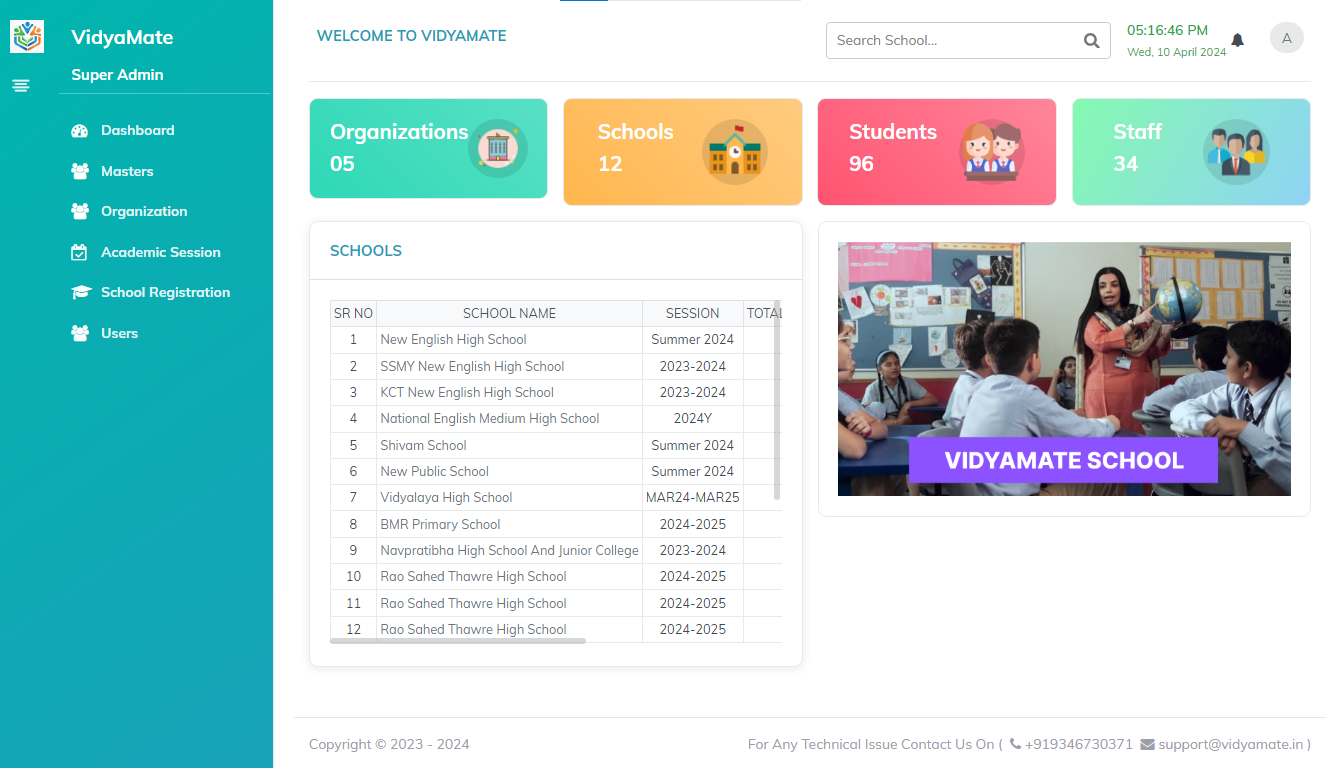 VidyaMate
Super Admin
Dashboard
Masters
Organization
Academic Session
School Registration
Users
WELCOME TO VIDYAMATE
Search School...
05:16:46 PM
Wed, 10 April 2024
A
Organizations
05
Schools
12
Students
96
Staff
34
SCHOOLS
SR NO SCHOOL NAME SESSION TOTAL
1 New English High School Summer 2024
2 SSMY New English High School 2023-2024
3 KCT New English High School 2023-2024
4 National English Medium High School 2024Y
5 Shivam School Summer 2024
6 New Public School Summer 2024
7 Vidyalaya High School MAR24-MAR25
8 BMR Primary School 2024-2025
9 Navpratibha High School And Junior College 2023-2024
10 Rao Sahed Thawre High School 2024-2025
11 Rao Sahed Thawre High School 2024-2025
12 Rao Sahed Thawre High School 2024-2025
VIDYAMATE SCHOOL
Copyright © 2023 - 2024
For Any Technical Issue Contact Us On ( +919346730371 support@vidyamate.in )